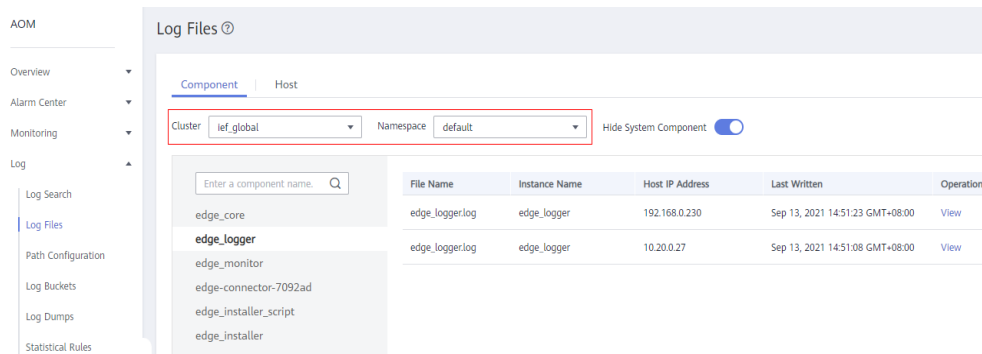 AOM
Overview
Alarm Center
Monitoring
Log
Log Search
Log Files
Path Configuration
Log Buckets
Log Dumps
Statistical Rules
Log Files ?
Component | Host
Cluster ief_global Namespace default Hide System Component
Enter a component name.
edge_core
edge_logger
edge_monitor
edge-connector-7092ad
edge_installer_script
edge_installer
File Name Instance Name Host IP Address Last Written Operation
edge_logger.log edge_logger 192.168.0.230 Sep 13, 2021 14:51:23 GMT+08:00 View
edge_logger.log edge_logger 10.20.0.27 Sep 13, 2021 14:51:08 GMT+08:00 View